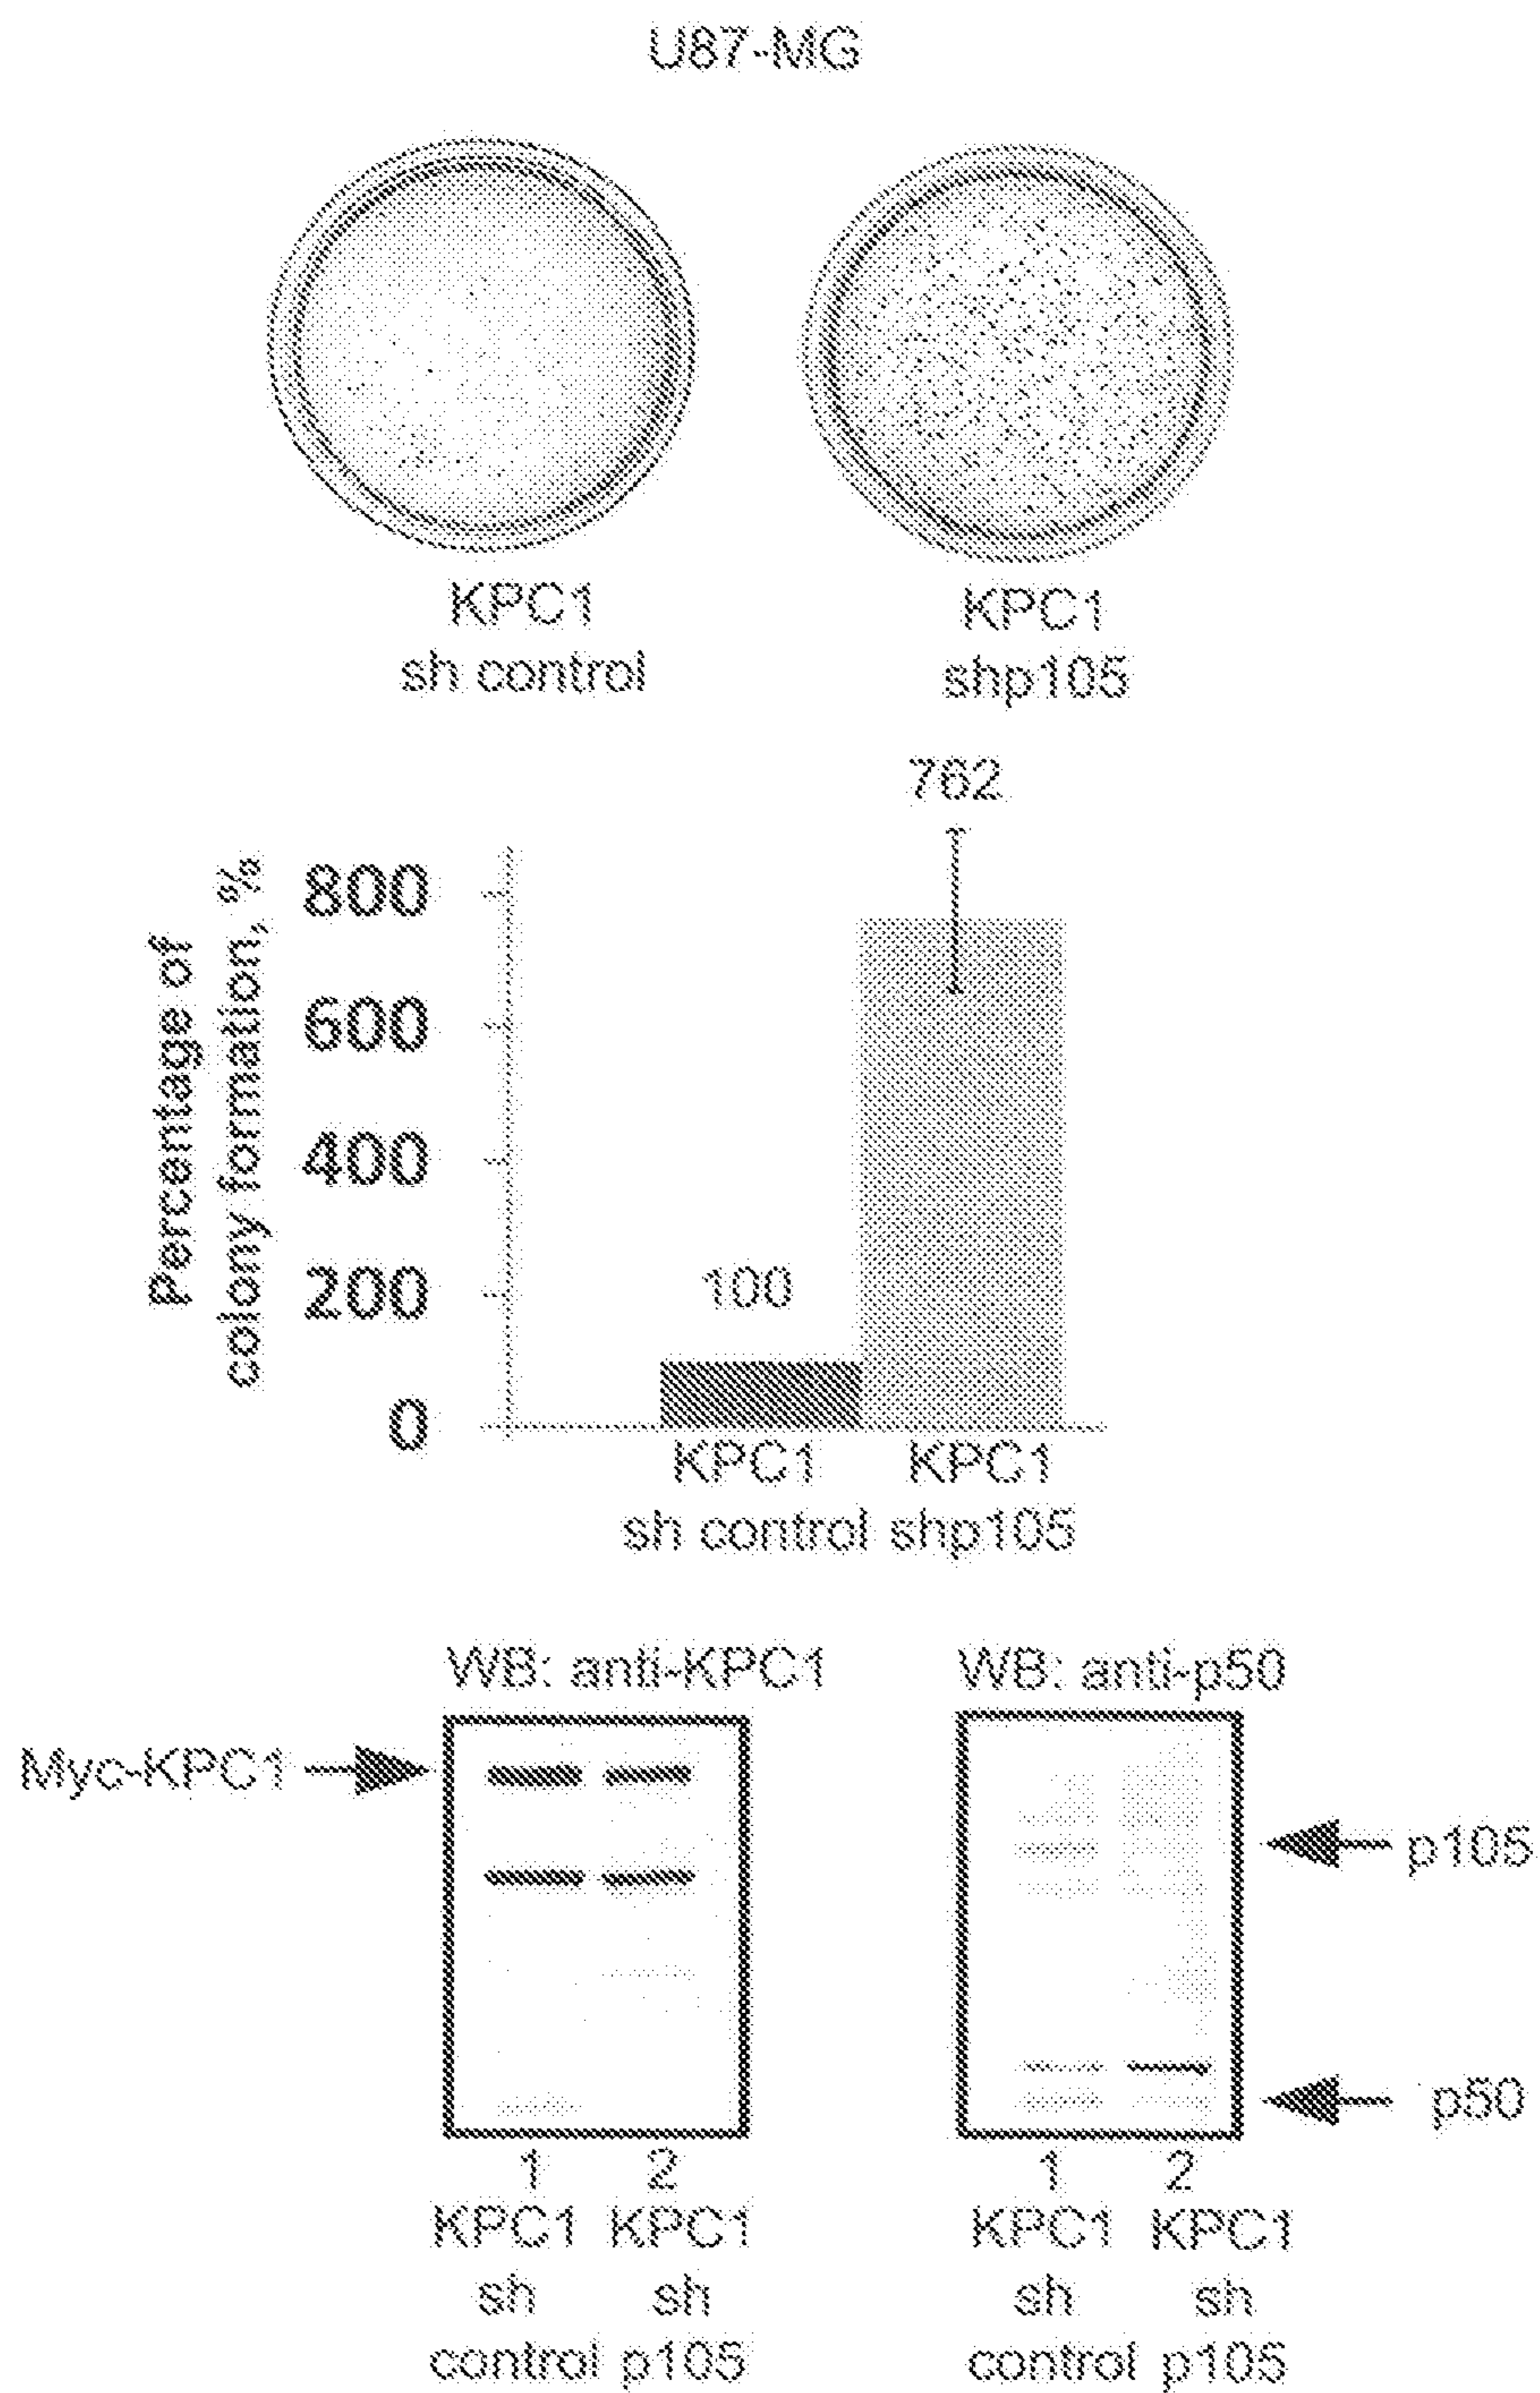 U87-MG
KPC1
sh control
KPC1
shp105
762
Percentage of
colony formation, %
800
600
400
200
0
100
KPC1 KPC1
sh control shp105
WB: anti-KPC1
WB: anti-p50
Myc-KPC1
p105
p50
1 2
KPC1 KPC1
sh sh
control p105
1 2
KPC1 KPC1
sh sh
control p105